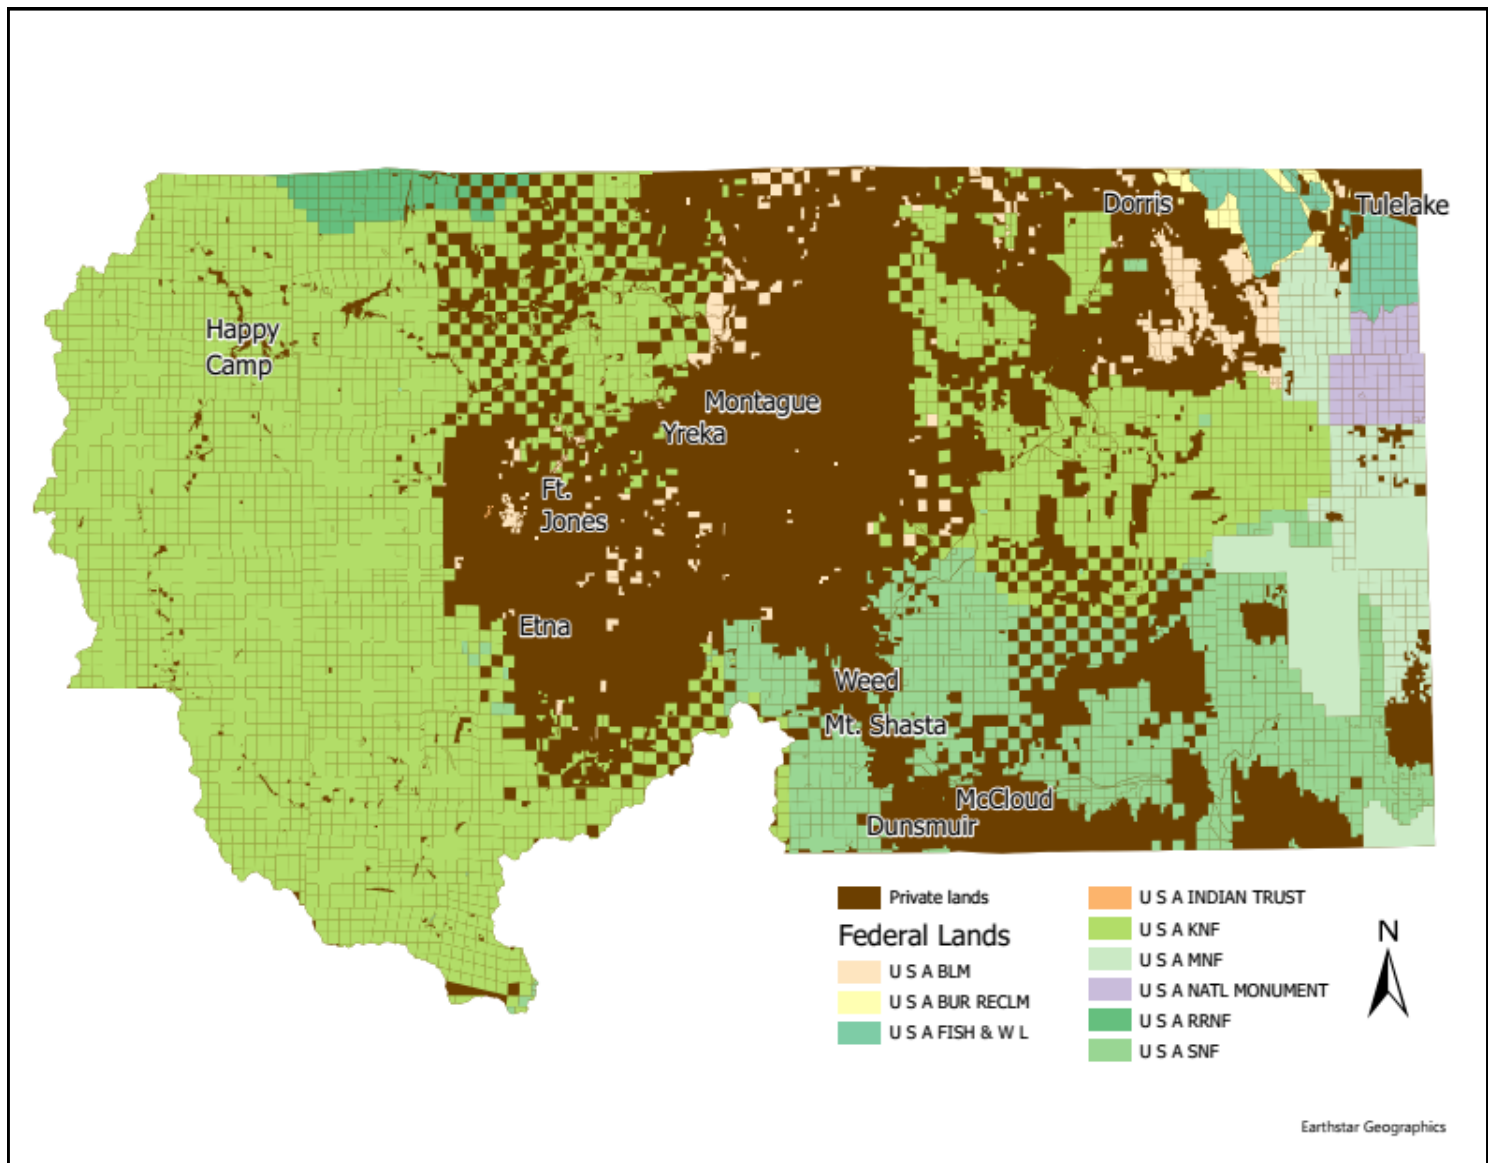 Dorris
Tulelake
Happy
Camp
Montague
Yreka
Ft.
Jones
Etna
Weed
Mt. Shasta
McCloud
Dunsmuir
Private lands
Federal Lands
U S A BLM
U S A BUR RECLM
U S A FISH & W L
U S A INDIAN TRUST
U S A KNF
U S A MNF
U S A NATL MONUMENT
U S A RRNF
U S A SNF
N
Earthstar Geographics